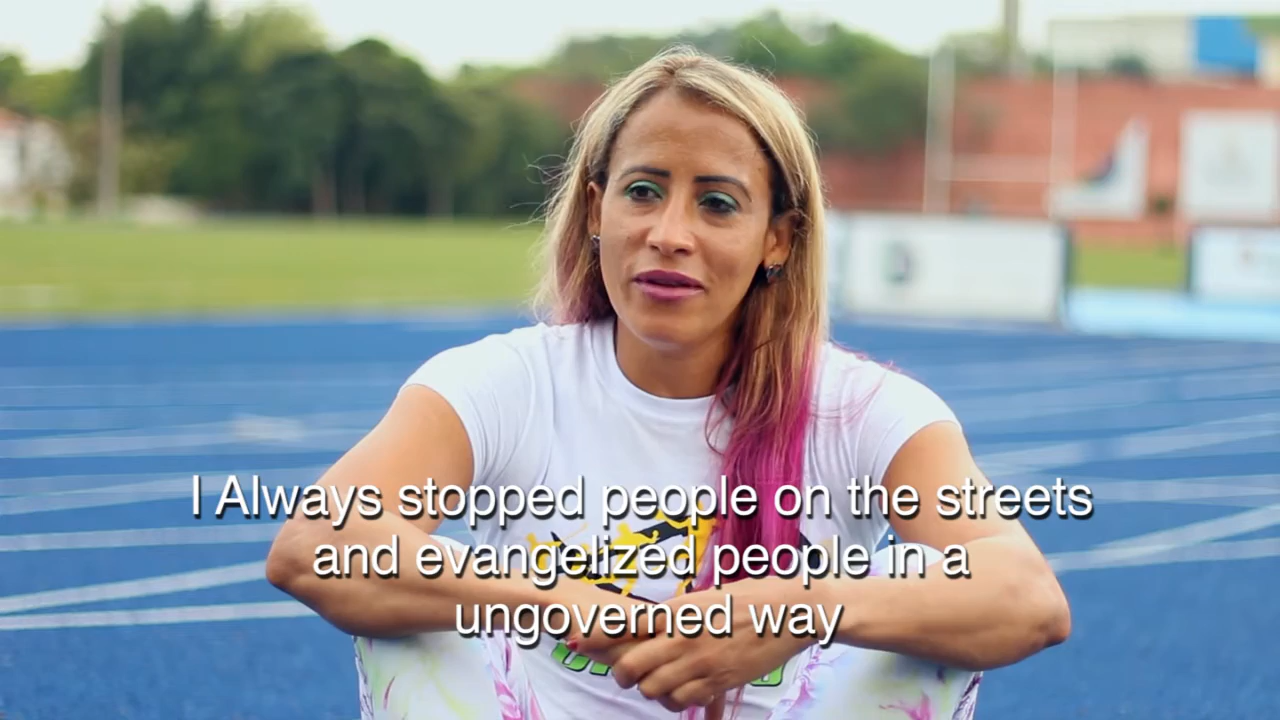 I Always stopped people on the streets
and evangelized people in a
ungoverned way